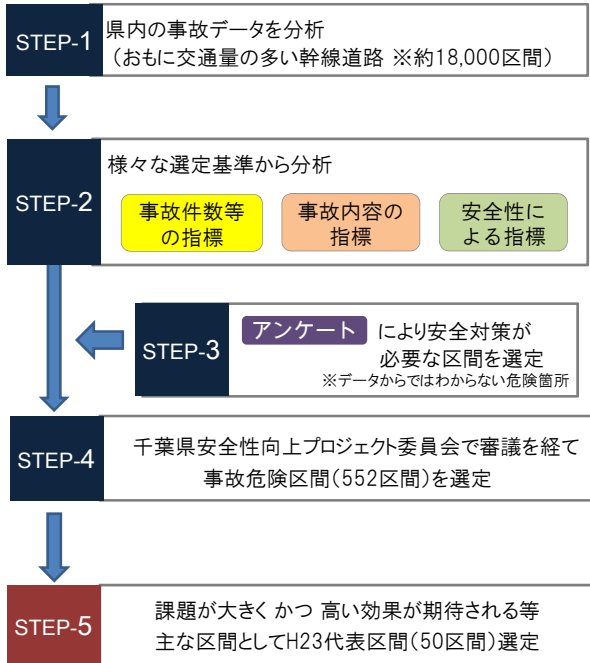 STEP-1
県内の事故データを分析
（おもに交通量の多い幹線道路 ※約18,000区間）
STEP-2
様々な選定基準から分析
事故件数等
の指標
事故内容の
指標
安全性に
よる指標
STEP-3
アンケート により安全対策が
必要な区間を選定
※データからではわからない危険箇所
STEP-4
千葉県安全性向上プロジェクト委員会で審議を経て
事故危険区間（552区間）を選定
STEP-5
課題が大きく かつ 高い効果が期待される等
主な区間としてH23代表区間（50区間）選定